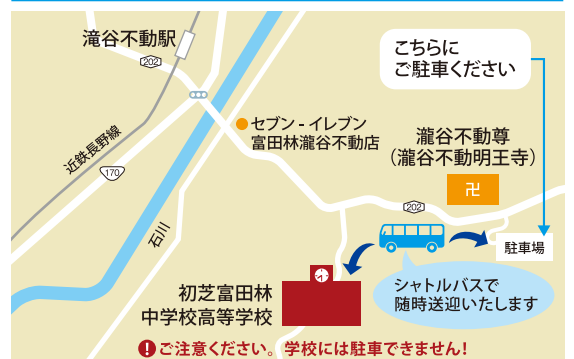 滝谷不動駅
202
こちらに
ご駐車ください
セブン-イレブン
富田林瀧谷不動店
瀧谷不動尊
(瀧谷不動明王寺)
卍
近鉄長野線
170
石川
202
駐車場
シャトルバスで
随時送迎いたします
初芝富田林
中学校高等学校
! ご注意ください。学校には駐車できません!